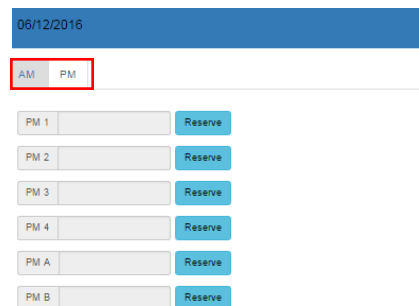 06/12/2016
AM PM
PM 1 Reserve
PM 2 Reserve
PM 3 Reserve
PM 4 Reserve
PM A Reserve
PM B Reserve